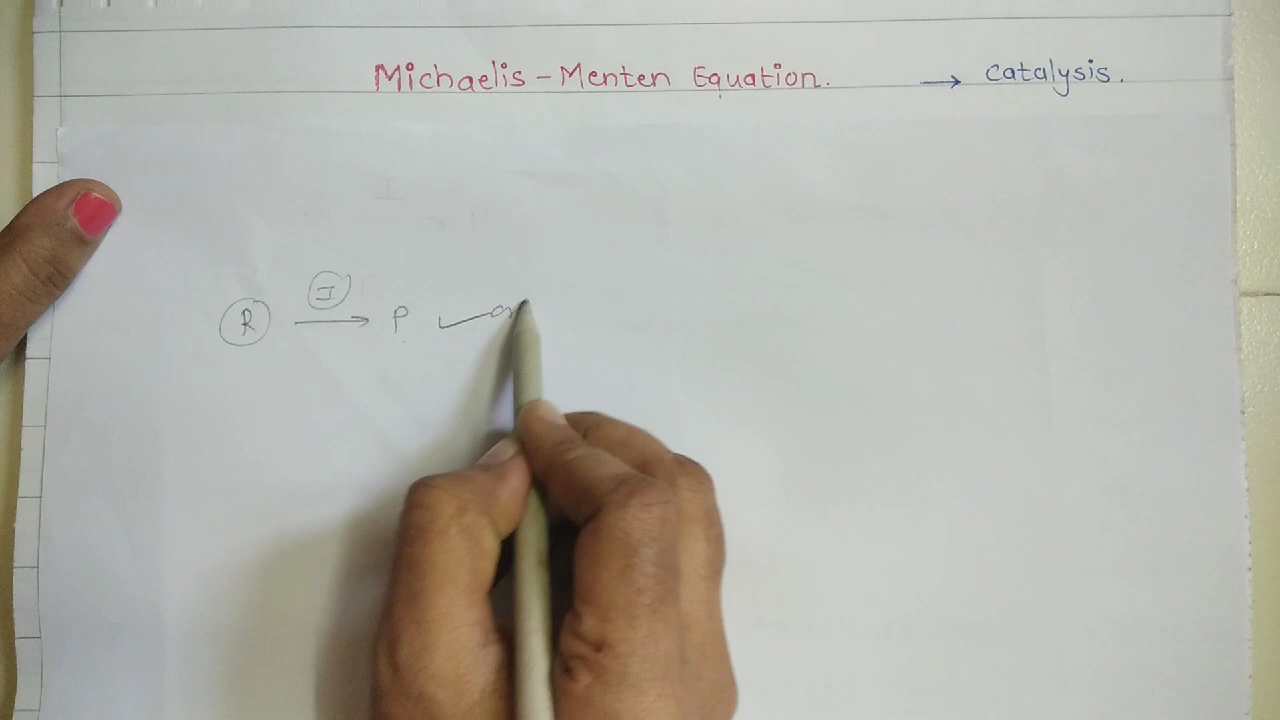 Michaelis-Menten Equation. → Catalysis.
I
R → P